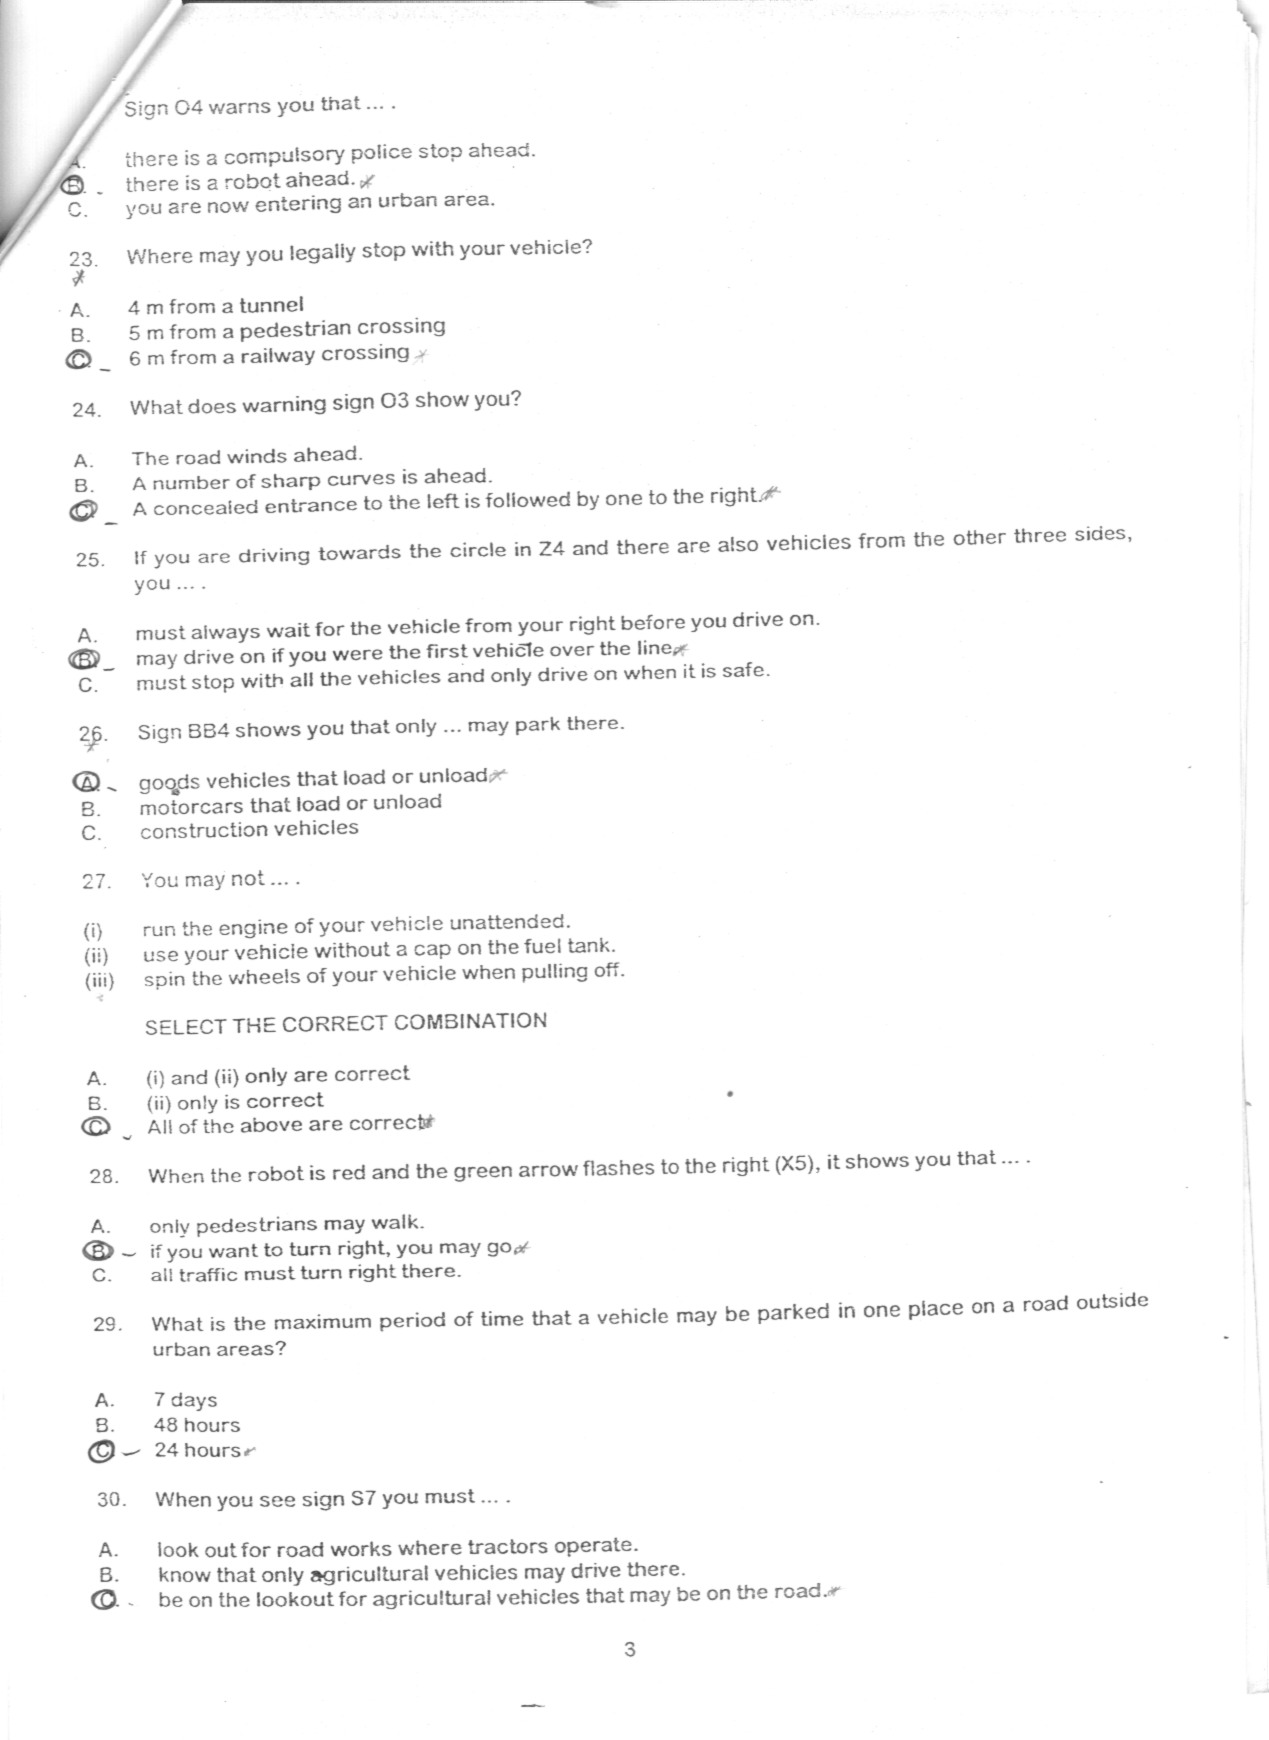 Sign O4 warns you that ... .
A. there is a compulsory police stop ahead.
B. there is a robot ahead.
C. you are now entering an urban area.
23. Where may you legally stop with your vehicle?
A. 4 m from a tunnel
B. 5 m from a pedestrian crossing
C. 6 m from a railway crossing
24. What does warning sign O3 show you?
A. The road winds ahead.
B. A number of sharp curves is ahead.
C. A concealed entrance to the left is followed by one to the right.
25. If you are driving towards the circle in Z4 and there are also vehicles from the other three sides,
you ... .
A. must always wait for the vehicle from your right before you drive on.
B. may drive on if you were the first vehicle over the line.
C. must stop with all the vehicles and only drive on when it is safe.
26. Sign BB4 shows you that only ... may park there.
A. goods vehicles that load or unload
B. motorcars that load or unload
C. construction vehicles
27. You may not ... .
(i) run the engine of your vehicle unattended.
(ii) use your vehicle without a cap on the fuel tank.
(iii) spin the wheels of your vehicle when pulling off.
SELECT THE CORRECT COMBINATION
A. (i) and (ii) only are correct
B. (ii) only is correct
C. All of the above are correct
28. When the robot is red and the green arrow flashes to the right (X5), it shows you that ... .
A. only pedestrians may walk.
B. if you want to turn right, you may go.
C. all traffic must turn right there.
29. What is the maximum period of time that a vehicle may be parked in one place on a road outside
urban areas?
A. 7 days
B. 48 hours
C. 24 hours
30. When you see sign S7 you must ... .
A. look out for road works where tractors operate.
B. know that only agricultural vehicles may drive there.
C. be on the lookout for agricultural vehicles that may be on the road.
3